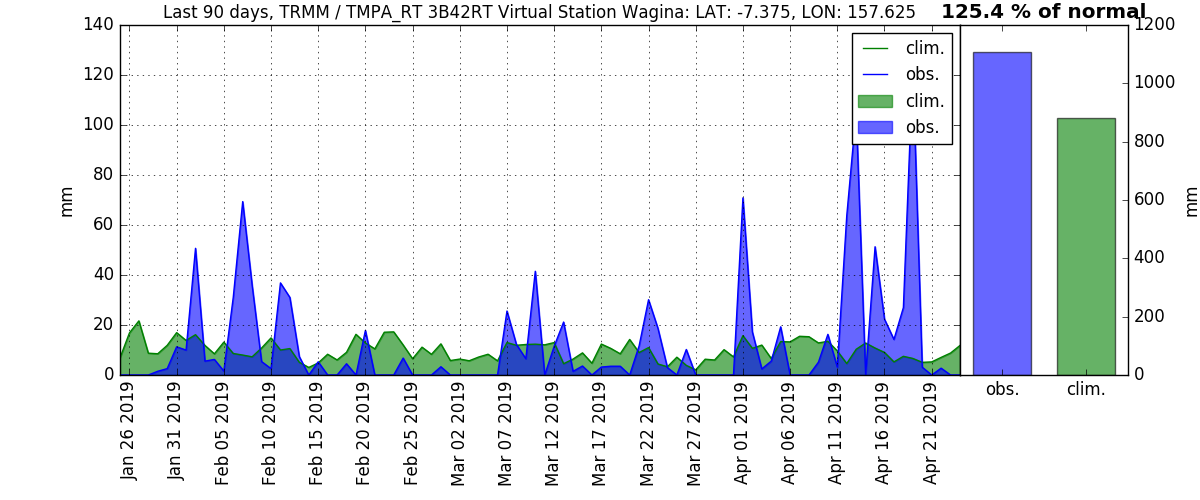 Last 90 days, TRMM / TMPA_RT 3B42RT Virtual Station Wagina: LAT: -7.375, LON: 157.625
125.4 % of normal
mm
140
120
100
80
60
40
20
0
clim.
obs.
clim.
obs.
1200
1000
800
600
400
200
0
mm
Jan 26 2019
Jan 31 2019
Feb 05 2019
Feb 10 2019
Feb 15 2019
Feb 20 2019
Feb 25 2019
Mar 02 2019
Mar 07 2019
Mar 12 2019
Mar 17 2019
Mar 22 2019
Mar 27 2019
Apr 01 2019
Apr 06 2019
Apr 11 2019
Apr 16 2019
Apr 21 2019
obs.
clim.